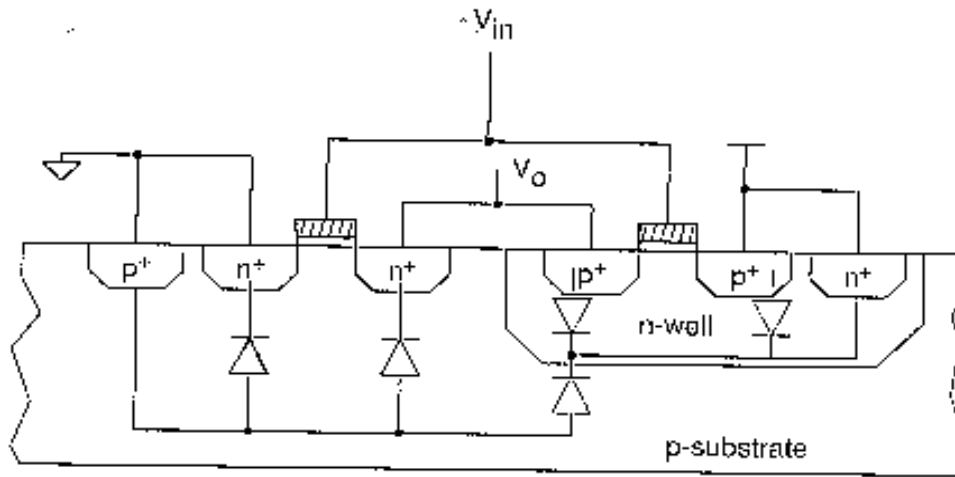 Vin
Vo
p+ n+ n+ p+ p+ n+
n-well
p-substrate